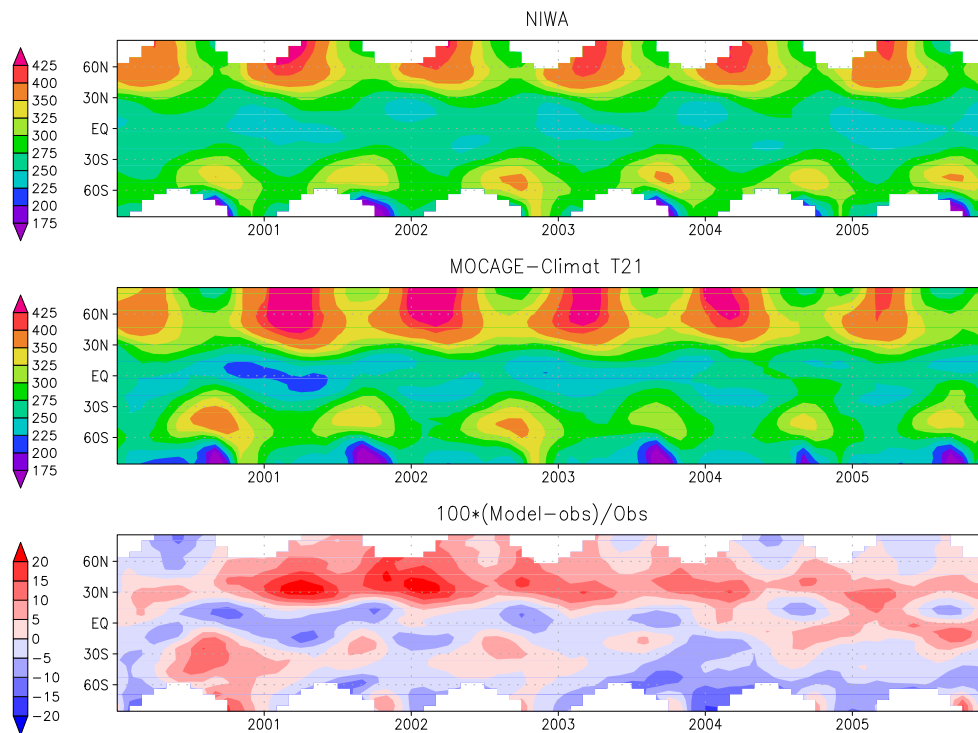 NIWA
425
400
350
325
300
275
250
225
200
175
60N
30N
EQ
30S
60S
2001 2002 2003 2004 2005
MOCAGE-Climat T21
425
400
350
325
300
275
250
225
200
175
60N
30N
EQ
30S
60S
2001 2002 2003 2004 2005
100*(Model-obs)/Obs
20
15
10
5
0
-5
-10
-15
-20
60N
30N
EQ
30S
60S
2001 2002 2003 2004 2005